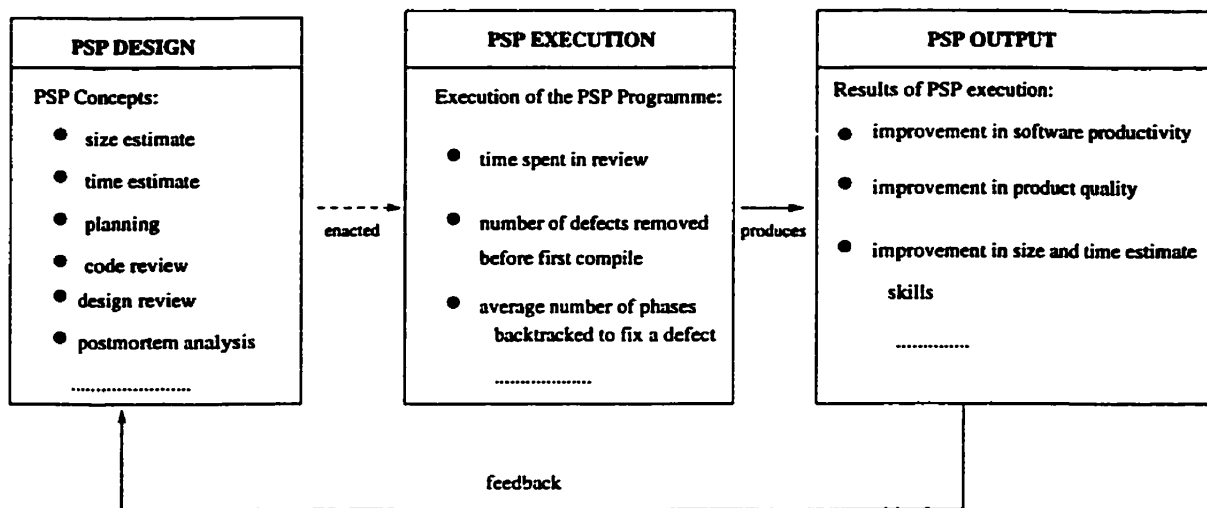 PSP DESIGN
PSP Concepts:
● size estimate
● time estimate
● planning
● code review
● design review
● postmortem analysis
........................
enacted
PSP EXECUTION
Execution of the PSP Programme:
● time spent in review
● number of defects removed
before first compile
● average number of phases
backtracked to fix a defect
...................
produces
PSP OUTPUT
Results of PSP execution:
● improvement in software productivity
● improvement in product quality
● improvement in size and time estimate
skills
..............
feedback